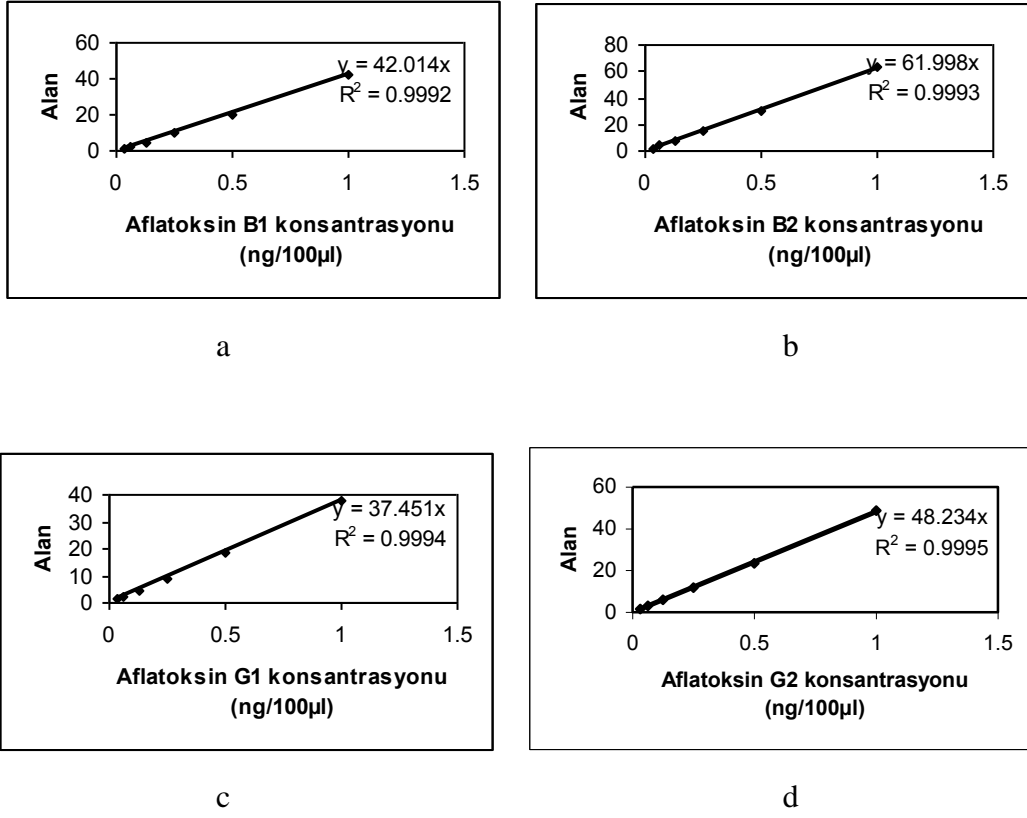 60
40
20
0
Alan
y = 42.014x
R² = 0.9992
0 0.5 1 1.5
Aflatoksin B1 konsantrasyonu
(ng/100µl)
a
80
60
40
20
0
Alan
y = 61.998x
R² = 0.9993
0 0.5 1 1.5
Aflatoksin B2 konsantrasyonu
(ng/100µl)
b
40
30
20
10
0
Alan
y = 37.451x
R² = 0.9994
0 0.5 1 1.5
Aflatoksin G1 konsantrasyonu
(ng/100µl)
c
60
40
20
0
Alan
y = 48.234x
R² = 0.9995
0 0.5 1 1.5
Aflatoksin G2 konsantrasyonu
(ng/100µl)
d